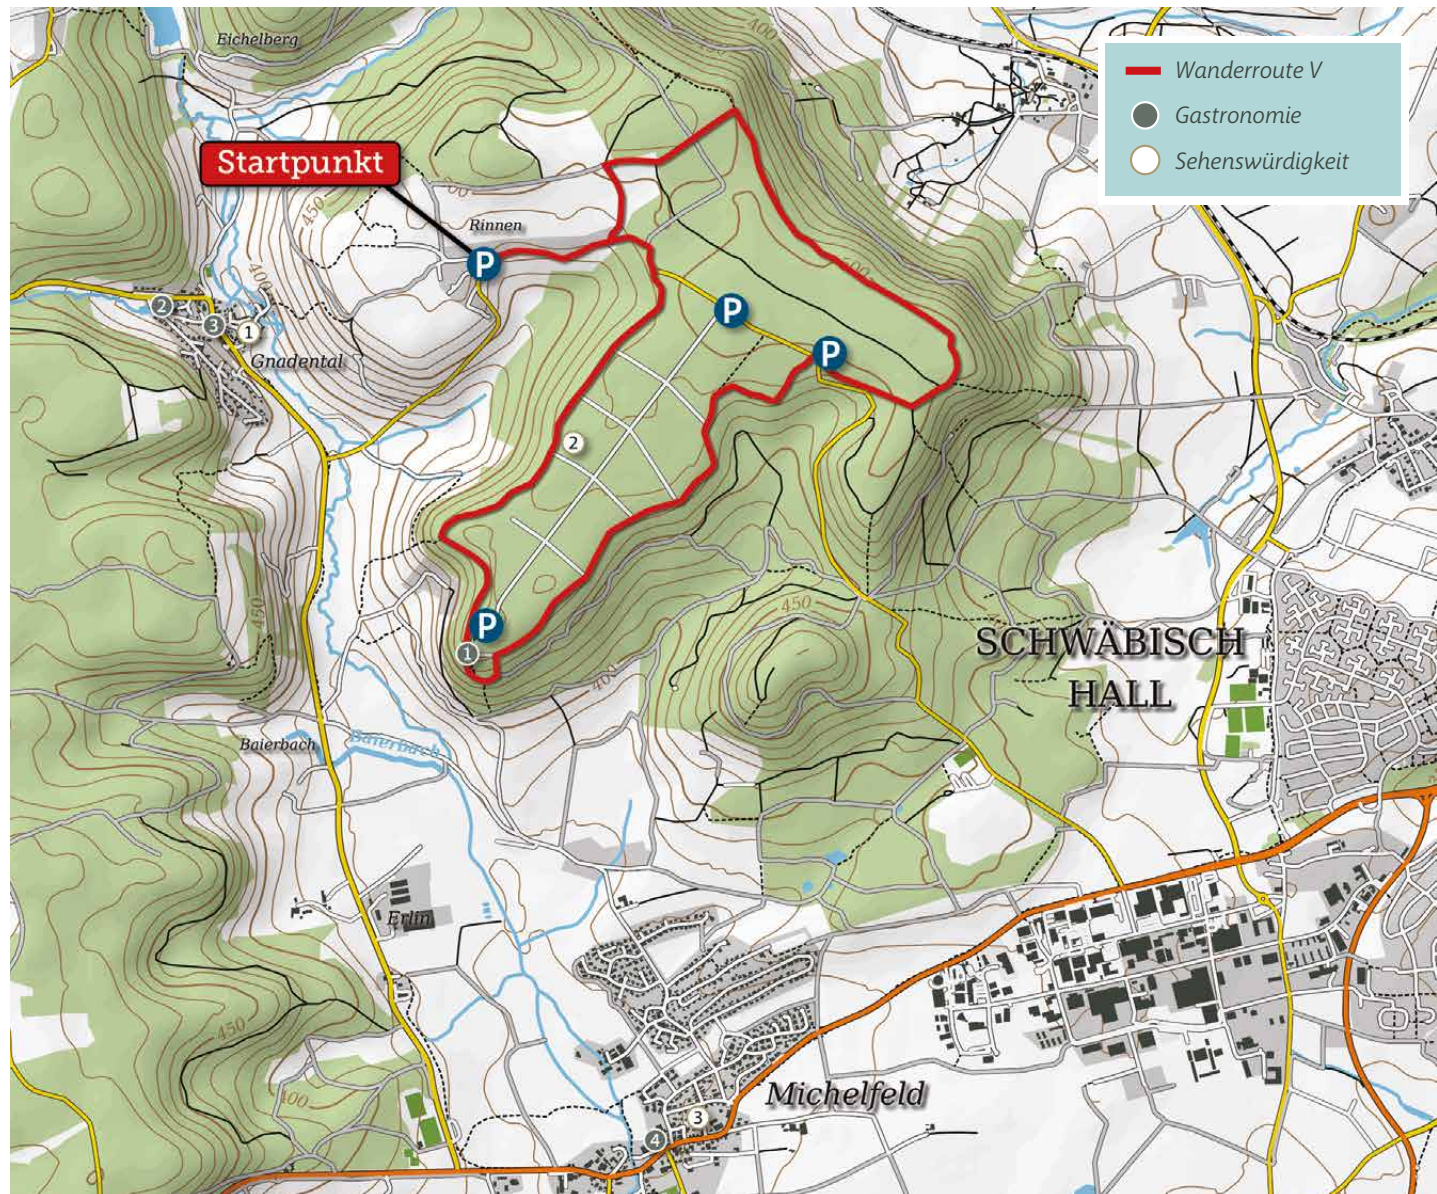 Eichelberg
400
Wanderroute V
Gastronomie
Sehenswürdigkeit
Startpunkt
450
Rinnen
P
400
2
3
1
Gnadental
P
P
2
P
1
450
450
400
SCHWÄBISCH
HALL
Baierbach
Baierbach
Erlin
450
400
Michelfeld
3
4